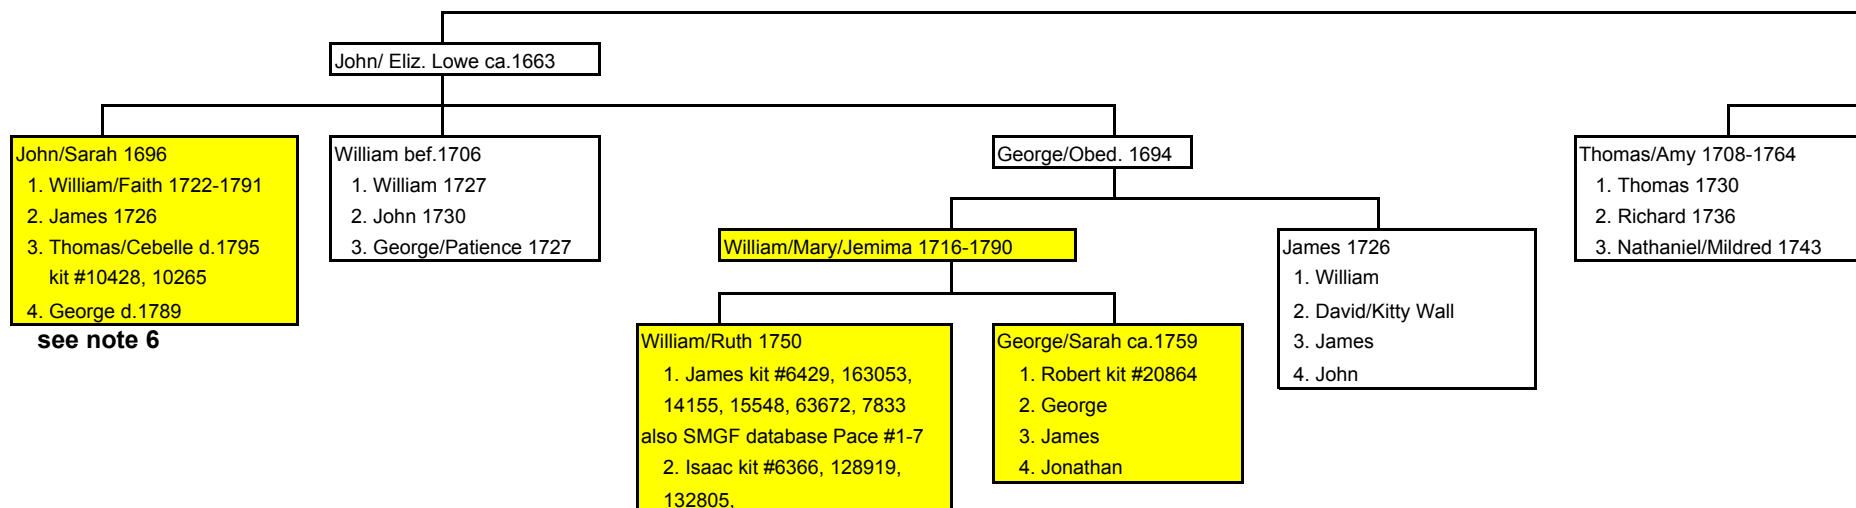 John/ Eliz. Lowe ca.1663
John/Sarah 1696
1. William/Faith 1722-1791
2. James 1726
3. Thomas/Cebelle d.1795
kit #10428, 10265
4. George d.1789
see note 6
William bef.1706
1. William 1727
2. John 1730
3. George/Patience 1727
George/Obed. 1694
William/Mary/Jemima 1716-1790
William/Ruth 1750
1. James kit #6429, 163053,
14155, 15548, 63672, 7833
also SMGF database Pace #1-7
2. Isaac kit #6366, 128919,
132805,
George/Sarah ca.1759
1. Robert kit #20864
2. George
3. James
4. Jonathan
James 1726
1. William
2. David/Kitty Wall
3. James
4. John
Thomas/Amy 1708-1764
1. Thomas 1730
2. Richard 1736
3. Nathaniel/Mildred 1743